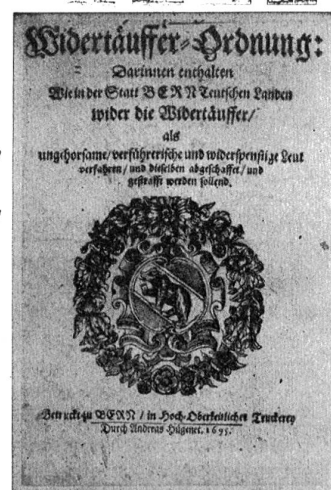 Widertäuffer-Ordnung:
Darinnen enthalten
Wie in der Statt BERN Teutschen Landen
wider die Widertäuffer/
als
ungehorsame/verführerische und widerspenstige Leut
verfahren/und dieselben abgeschaffet/und
gestrafft werden sollend.
Getruckt zu BERN/in Hoch-Oberkeitlicher Truckerey
Durch Andreas Hügenet. 1695.